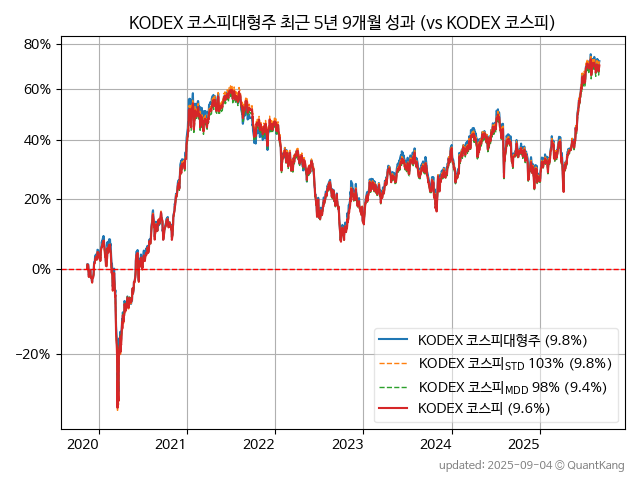 KODEX 코스피대형주 최근 5년 9개월 성과 (vs KODEX 코스피)
80%
60%
40%
20%
0%
−20%
KODEX 코스피대형주 (9.8%)
KODEX 코스피STD 103% (9.8%)
KODEX 코스피MDD 98% (9.4%)
KODEX 코스피 (9.6%)
2020 2021 2022 2023 2024 2025
updated: 2025-09-04 © QuantKang